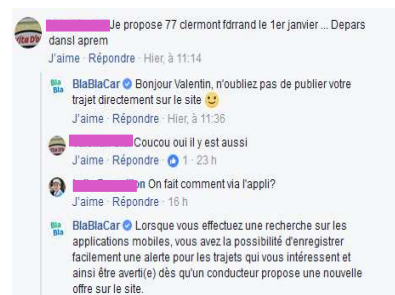 Je propose 77 clermont fdrrand le 1er janvier ... Depars
dansl aprem
J'aime · Répondre · Hier, à 11:14
Bla
Bla
BlaBlaCar Bonjour Valentin, n'oubliez pas de publier votre
trajet directement sur le site
J'aime · Répondre · Hier, à 11:36
Coucou oui il y est aussi
J'aime · Répondre · 1 · 23 h
On fait comment via l'appli?
J'aime · Répondre · 16 h
Bla
Bla
BlaBlaCar Lorsque vous effectuez une recherche sur les
applications mobiles, vous avez la possibilité d'enregistrer
facilement une alerte pour les trajets qui vous intéressent et
ainsi être averti(e) dès qu'un conducteur propose une nouvelle
offre sur le site.